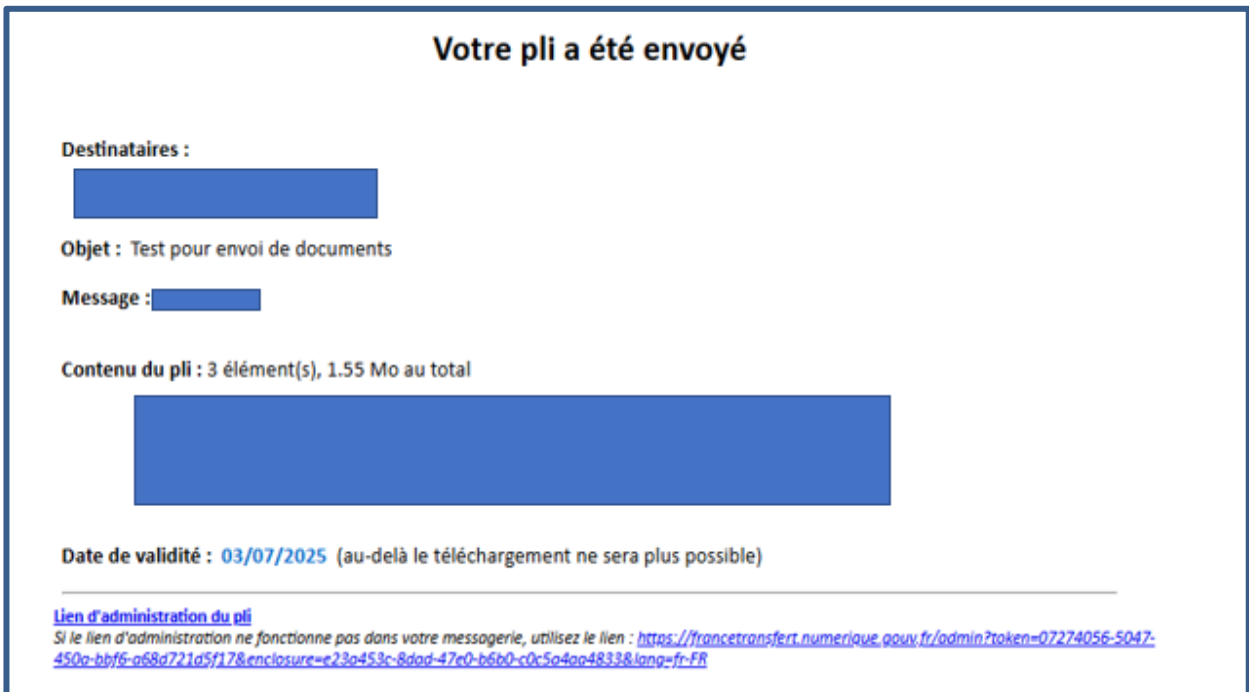 Votre pli a été envoyé
Destinataires :
Objet : Test pour envoi de documents
Message :
Contenu du pli : 3 élément(s), 1.55 Mo au total
Date de validité : 03/07/2025 (au-delà le téléchargement ne sera plus possible)
Lien d'administration du pli
Si le lien d'administration ne fonctionne pas dans votre messagerie, utilisez le lien : https://francetransfert.numerique.gouv.fr/admin?token=07274056-5047-
450a-bbf6-a68d721d5f17&enclosure=e23a453c-8dad-47e0-b6b0-c0c5a4aa4833&lang=fr-FR